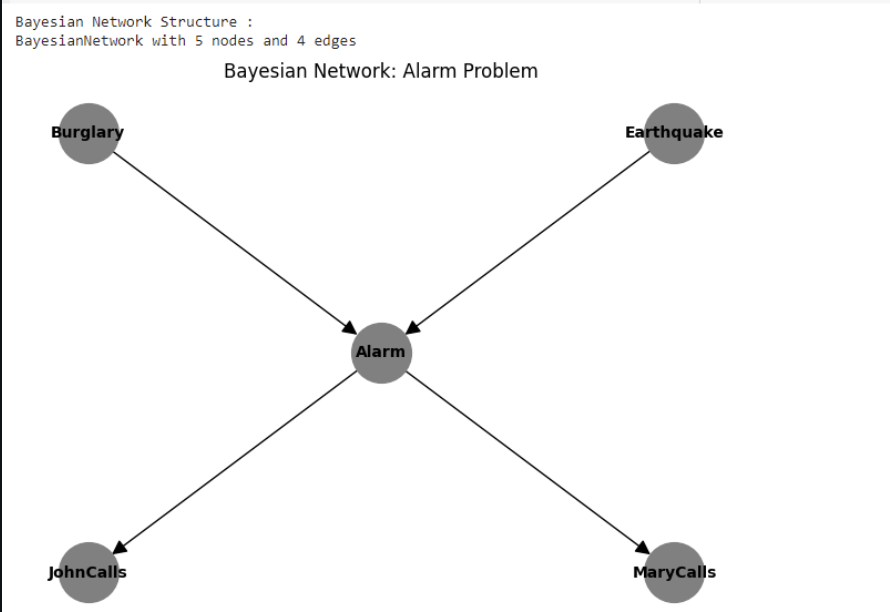 Bayesian Network Structure :
BayesianNetwork with 5 nodes and 4 edges
Bayesian Network: Alarm Problem
Burglary
Earthquake
Alarm
JohnCalls
MaryCalls